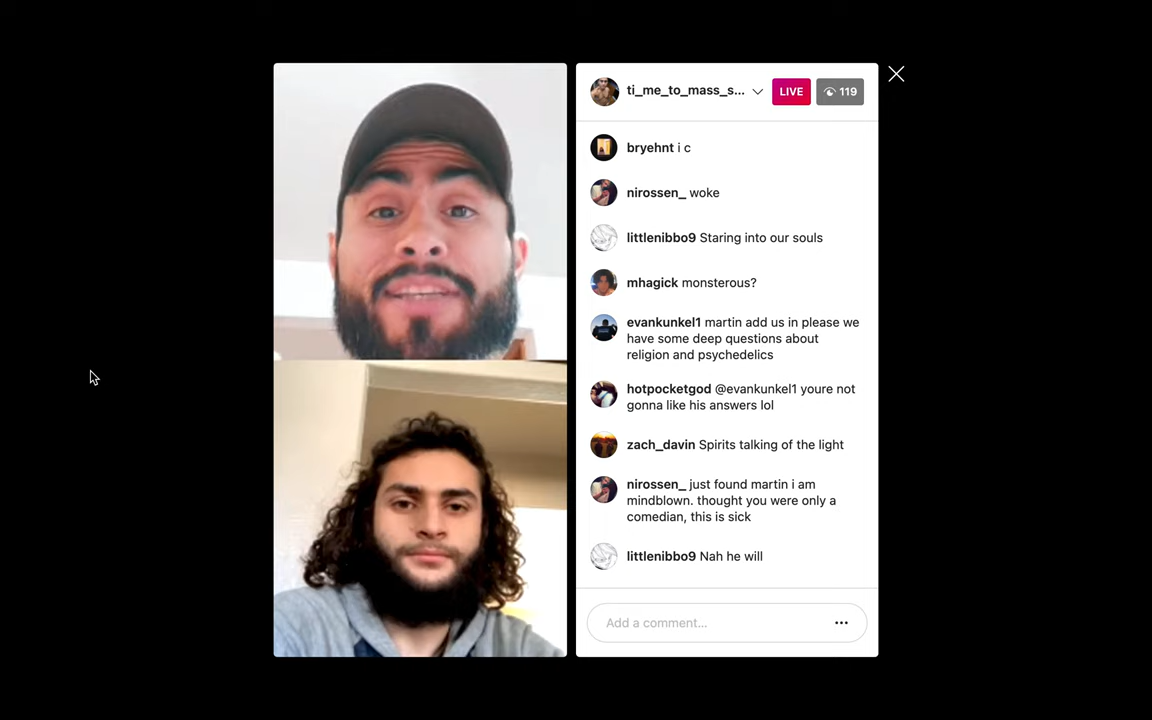 ti_me_to_mass_s... LIVE 119
bryehnt i c
nirossen_ woke
littlenibbo9 Staring into our souls
mhagick monsterous?
evankunkel1 martin add us in please we
have some deep questions about
religion and psychedelics
hotpocketgod @evankunkel1 youre not
gonna like his answers lol
zach_davin Spirits talking of the light
nirossen_ just found martin i am
mindblown. thought you were only a
comedian, this is sick
littlenibbo9 Nah he will
Add a comment...